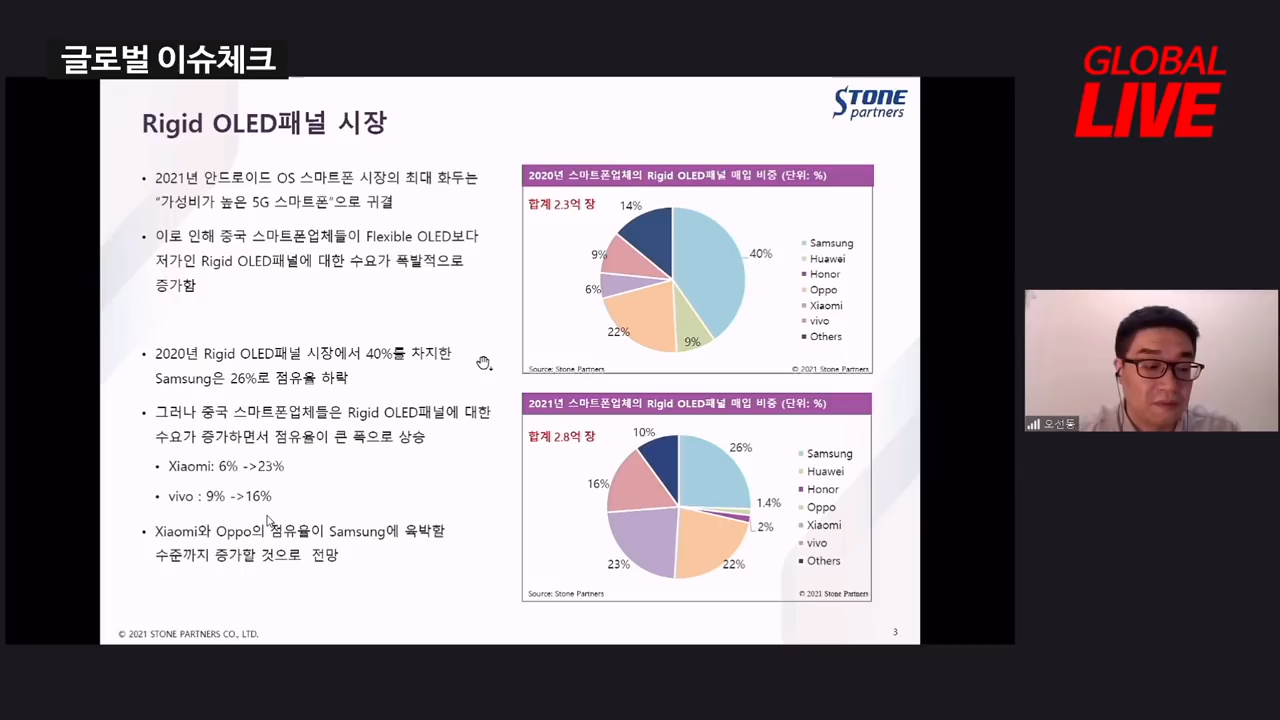 글로벌 이슈체크
GLOBAL
LIVE
STONE
partners
Rigid OLED패널 시장
• 2021년 안드로이드 OS 스마트폰 시장의 최대 화두는
“가성비가 높은 5G 스마트폰”으로 귀결
• 이로 인해 중국 스마트폰업체들이 Flexible OLED보다
저가인 Rigid OLED패널에 대한 수요가 폭발적으로
증가함
• 2020년 Rigid OLED패널 시장에서 40%를 차지한
Samsung은 26%로 점유율 하락
• 그러나 중국 스마트폰업체들은 Rigid OLED패널에 대한
수요가 증가하면서 점유율이 큰 폭으로 상승
• Xiaomi: 6% ->23%
• vivo : 9% ->16%
• Xiaomi와 Oppo의 점유율이 Samsung에 육박할
수준까지 증가할 것으로 전망
2020년 스마트폰업체의 Rigid OLED패널 매입 비중 (단위: %)
합계 2.3억 장
14%
40%
9%
6%
22%
9%
Samsung
Huawei
Honor
Oppo
Xiaomi
vivo
Others
Source: Stone Partners
© 2021 Stone Partners
2021년 스마트폰업체의 Rigid OLED패널 매입 비중 (단위: %)
합계 2.8억 장
10%
26%
16%
1.4%
2%
23%
22%
Samsung
Huawei
Honor
Oppo
Xiaomi
vivo
Others
Source: Stone Partners
© 2021 Stone Partners
© 2021 STONE PARTNERS CO., LTD.
3
오선동